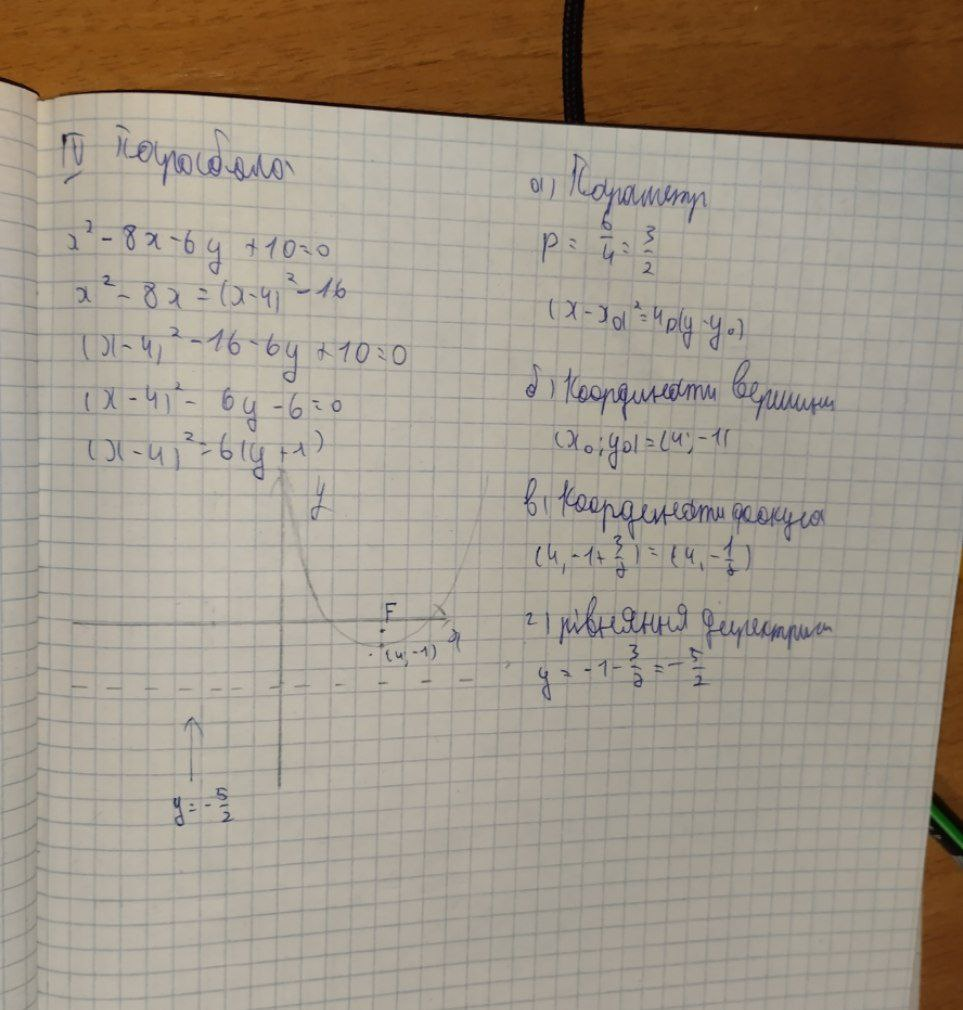 IV Парабола
x² - 8x - 6y + 10 = 0
x² - 8x = (x-4)² - 16
(x-4)² - 16 - 6y + 10 = 0
(x-4)² - 6y - 6 = 0
(x-4)² = 6(y+1)
y
F
(4, -1)
x
y = -5/2
а) Параметр
p = 6/4 = 3/2
(x-x₀)² = 4p(y-y₀)
б) Координати вершини
(x₀; y₀) = (4; -1)
в) Координати фокуса
(4, -1+3/2) = (4, -1/2)
г) рівняння директриси
y = -1 - 3/2 = -5/2